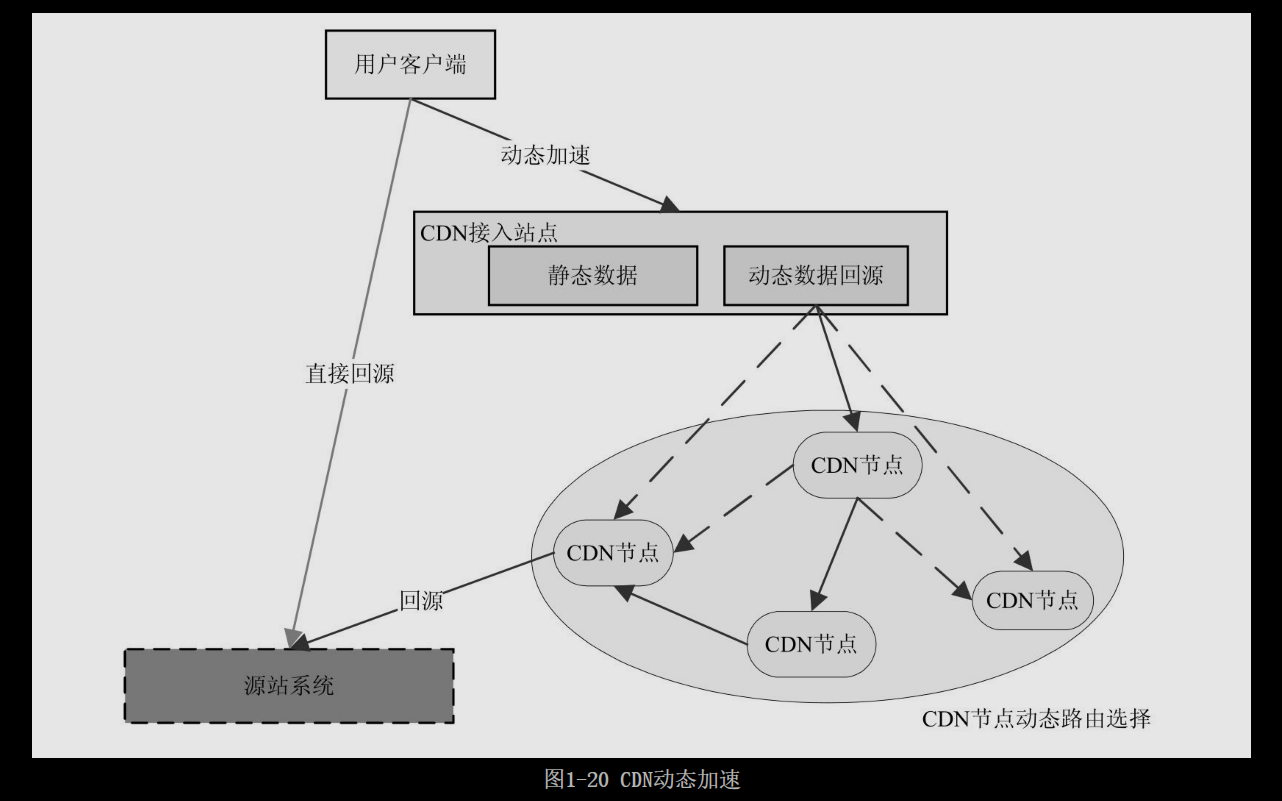 用户客户端
动态加速
CDN接入站点
静态数据
动态数据回源
直接回源
CDN节点
CDN节点
CDN节点
回源
CDN节点
源站系统
CDN节点动态路由选择
图1-20 CDN动态加速